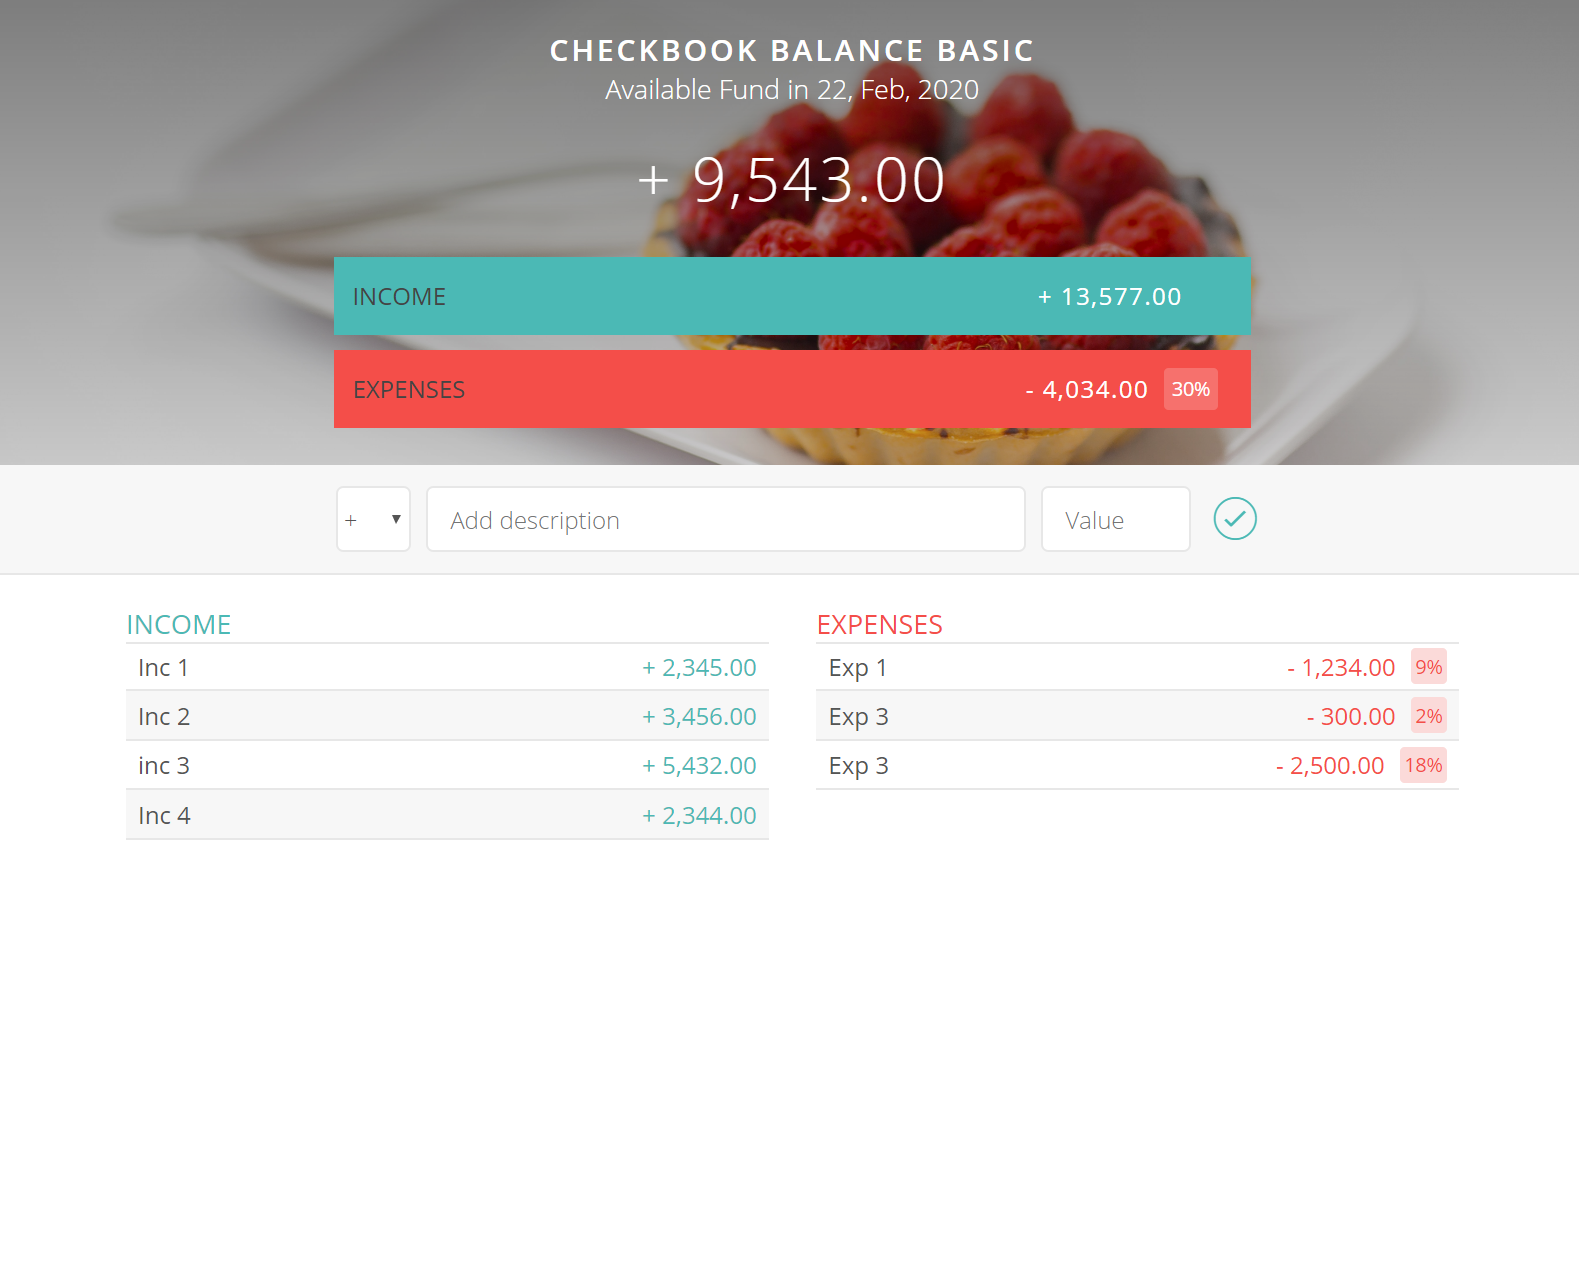 CHECKBOOK BALANCE BASIC
Available Fund in 22, Feb, 2020
+ 9,543.00
INCOME + 13,577.00
EXPENSES - 4,034.00 30%
+ ▼ Add description Value
INCOME
Inc 1 + 2,345.00
Inc 2 + 3,456.00
inc 3 + 5,432.00
Inc 4 + 2,344.00
EXPENSES
Exp 1 - 1,234.00 9%
Exp 3 - 300.00 2%
Exp 3 - 2,500.00 18%